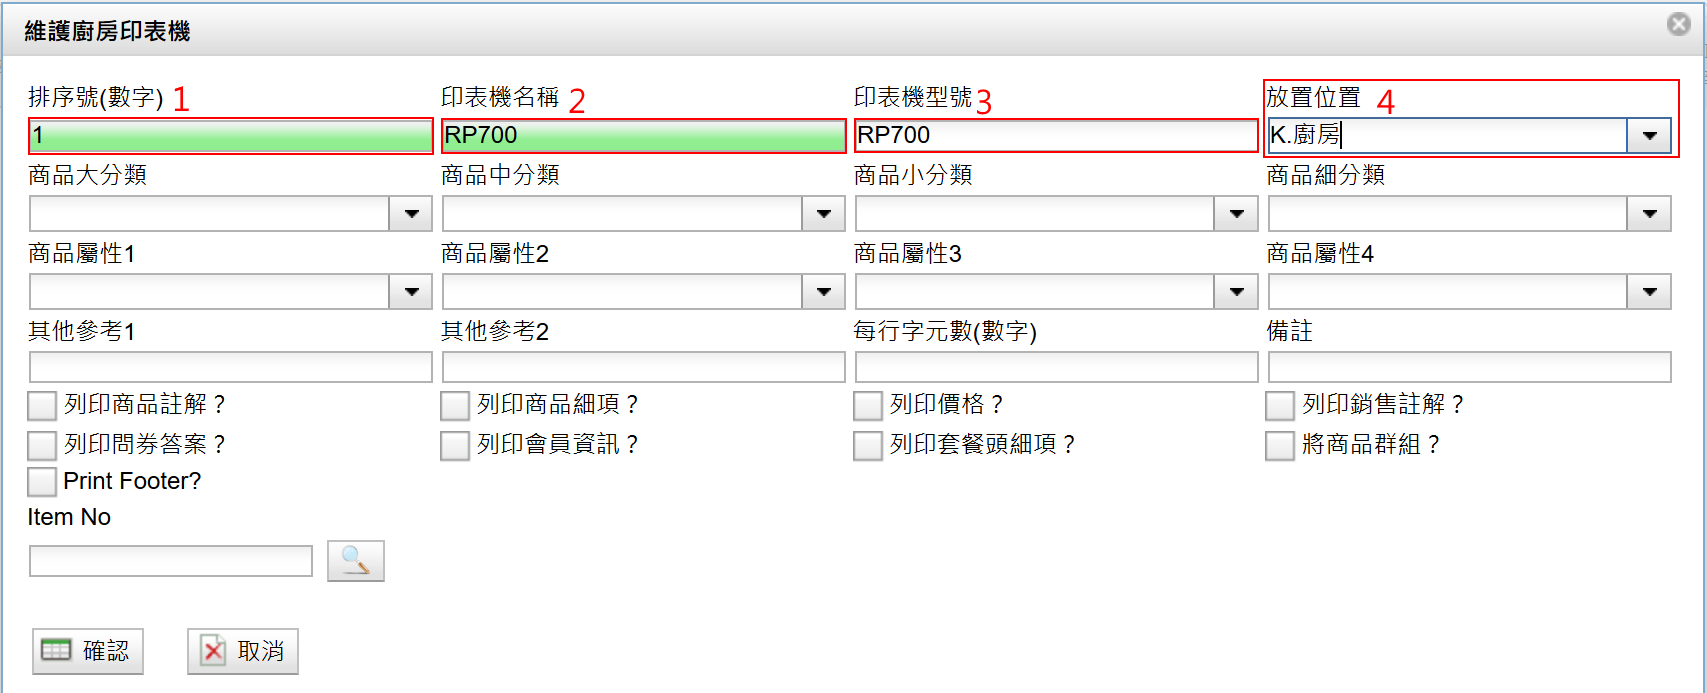 維護廚房印表機
排序號(數字) 1 印表機名稱 2 印表機型號 3 放置位置 4
1 RP700 RP700 K.廚房
商品大分類 商品中分類 商品小分類 商品細分類
商品屬性1 商品屬性2 商品屬性3 商品屬性4
其他參考1 其他參考2 每行字元數(數字) 備註
列印商品註解？ 列印商品細項？ 列印價格？ 列印銷售註解？
列印問券答案？ 列印會員資訊？ 列印套餐頭細項？ 將商品群組？
Print Footer?
Item No
確認 取消